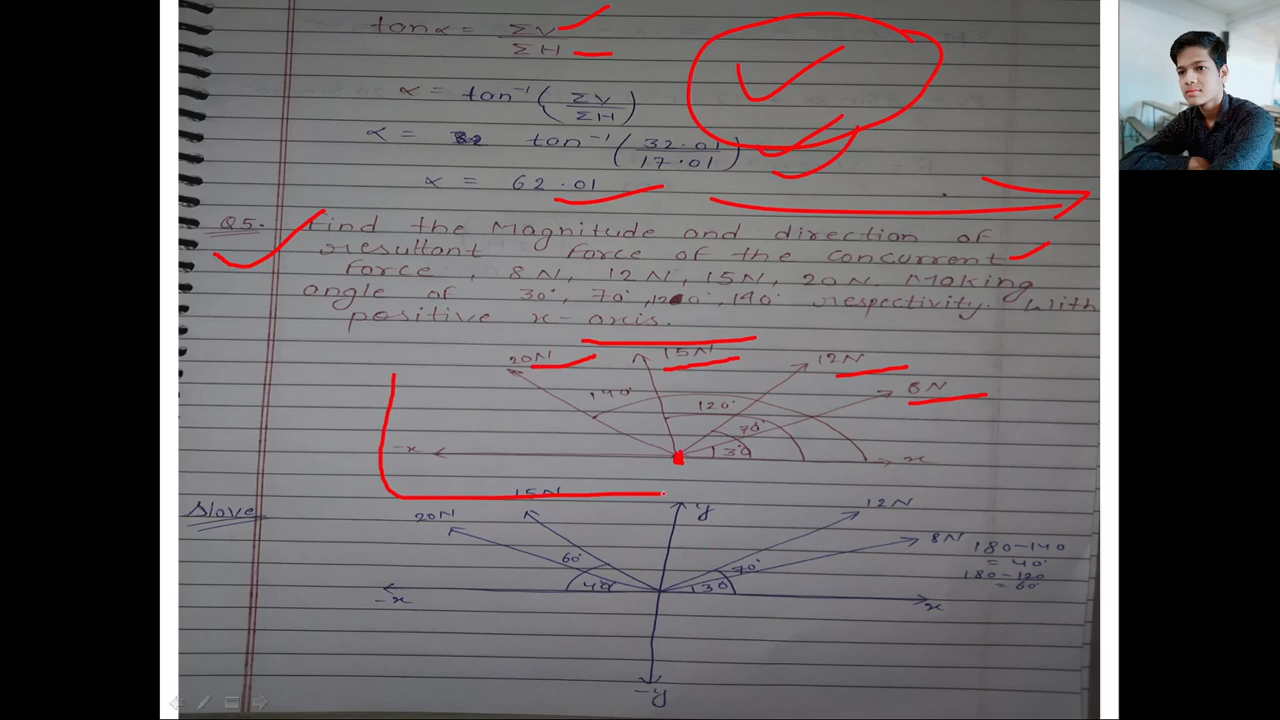 tanα = ΣV / ΣH
α = tan⁻¹ (ΣV / ΣH)
α = tan⁻¹ (32.01 / 17.01)
α = 62.01
Q5. Find the Magnitude and direction of
resultant force of the concurrent
force, 8N, 12N, 15N, 20N. Making
angle of 30°, 70°, 120°, 140° respectivity. With
positive x-axis.
20N 15N 12N 8N
140° 120° 70° 30
-x x
Slove
20N 15N y 12N 8N
60° 40 70° 30
-x x
-y
180-140
= 40°
180-120
= 60°